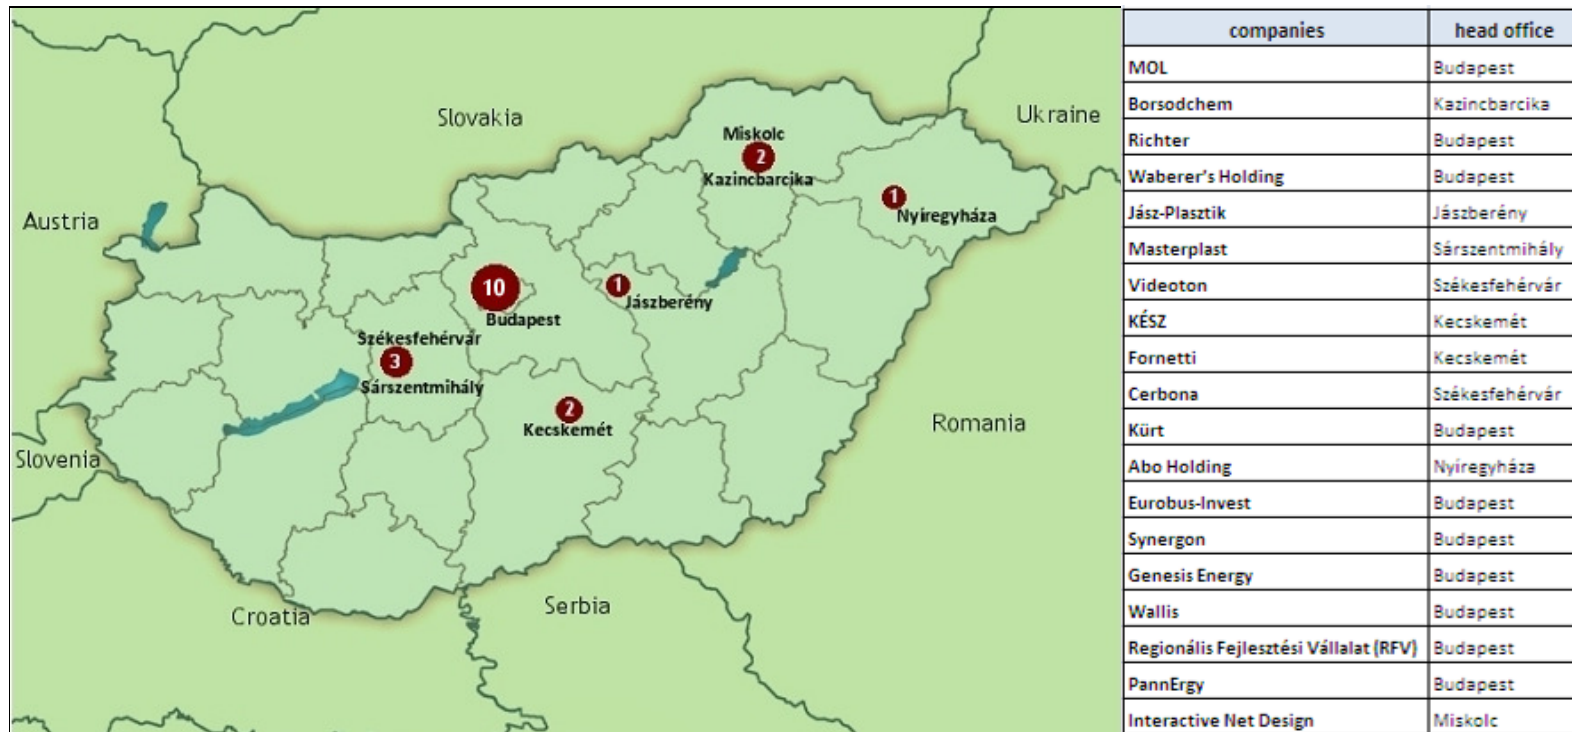 Slovakia
Ukraine
Miskolc
2
Kazincbarcika
1
Nyíregyháza
Austria
10
Budapest
1
Jászberény
Székesfehérvár
3
Sárszentmihály
2
Kecskemét
Romania
Slovenia
Croatia
Serbia
companies head office
MOL Budapest
Borsodchem Kazincbarcika
Richter Budapest
Waberer's Holding Budapest
Jász-Plasztik Jászberény
Masterplast Sárszentmihály
Videoton Székesfehérvár
KÉSZ Kecskemét
Fornetti Kecskemét
Cerbona Székesfehérvár
Kürt Budapest
Abo Holding Nyíregyháza
Eurobus-Invest Budapest
Synergon Budapest
Genesis Energy Budapest
Wallis Budapest
Regionális Fejlesztési Vállalat (RFV) Budapest
PannErgy Budapest
Interactive Net Design Miskolc